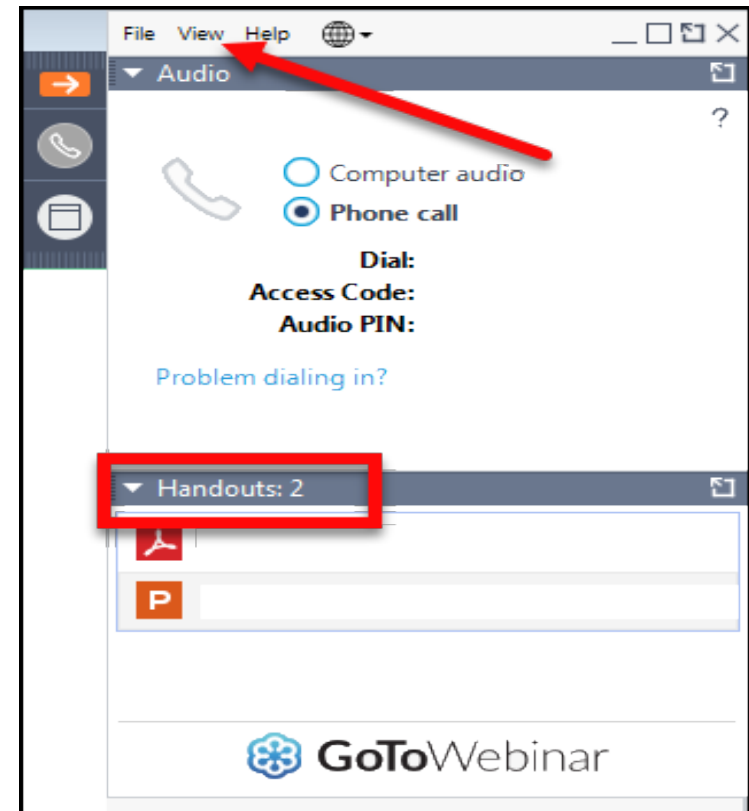 File View Help
Audio
?
Computer audio
Phone call
Dial:
Access Code:
Audio PIN:
Problem dialing in?
Handouts: 2
P
GoToWebinar